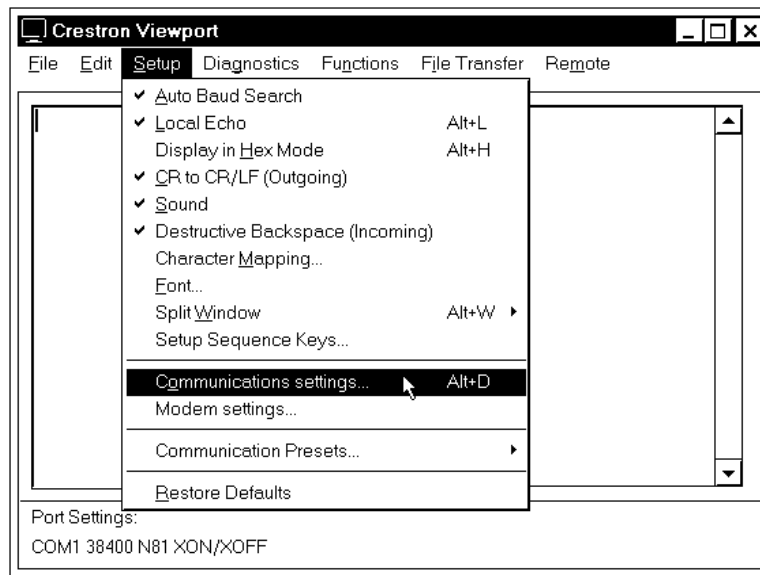 Crestron Viewport
File Edit Setup Diagnostics Functions File Transfer Remote
Auto Baud Search
Local Echo Alt+L
Display in Hex Mode Alt+H
CR to CR/LF (Outgoing)
Sound
Destructive Backspace (Incoming)
Character Mapping...
Font...
Split Window Alt+W
Setup Sequence Keys...
Communications settings... Alt+D
Modem settings...
Communication Presets...
Restore Defaults
Port Settings:
COM1 38400 N81 XON/XOFF